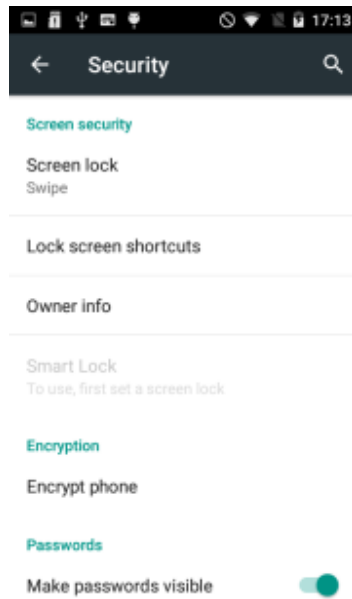 17:13
Security
Screen security
Screen lock
Swipe
Lock screen shortcuts
Owner info
Smart Lock
To use, first set a screen lock
Encryption
Encrypt phone
Passwords
Make passwords visible